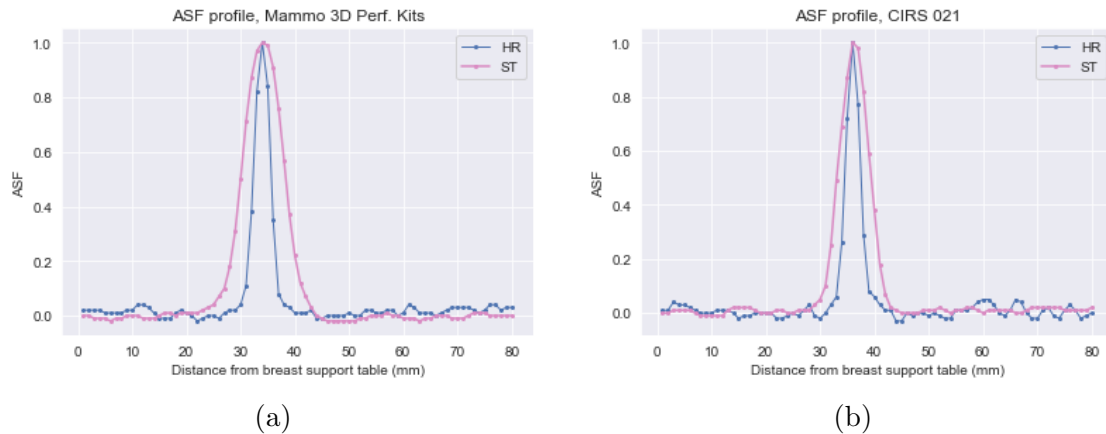 ASF profile, Mammo 3D Perf. Kits
HR
ST
1.0
0.8
0.6
0.4
0.2
0.0
ASF
0 10 20 30 40 50 60 70 80
Distance from breast support table (mm)
(a)
ASF profile, CIRS 021
HR
ST
1.0
0.8
0.6
0.4
0.2
0.0
ASF
0 10 20 30 40 50 60 70 80
Distance from breast support table (mm)
(b)